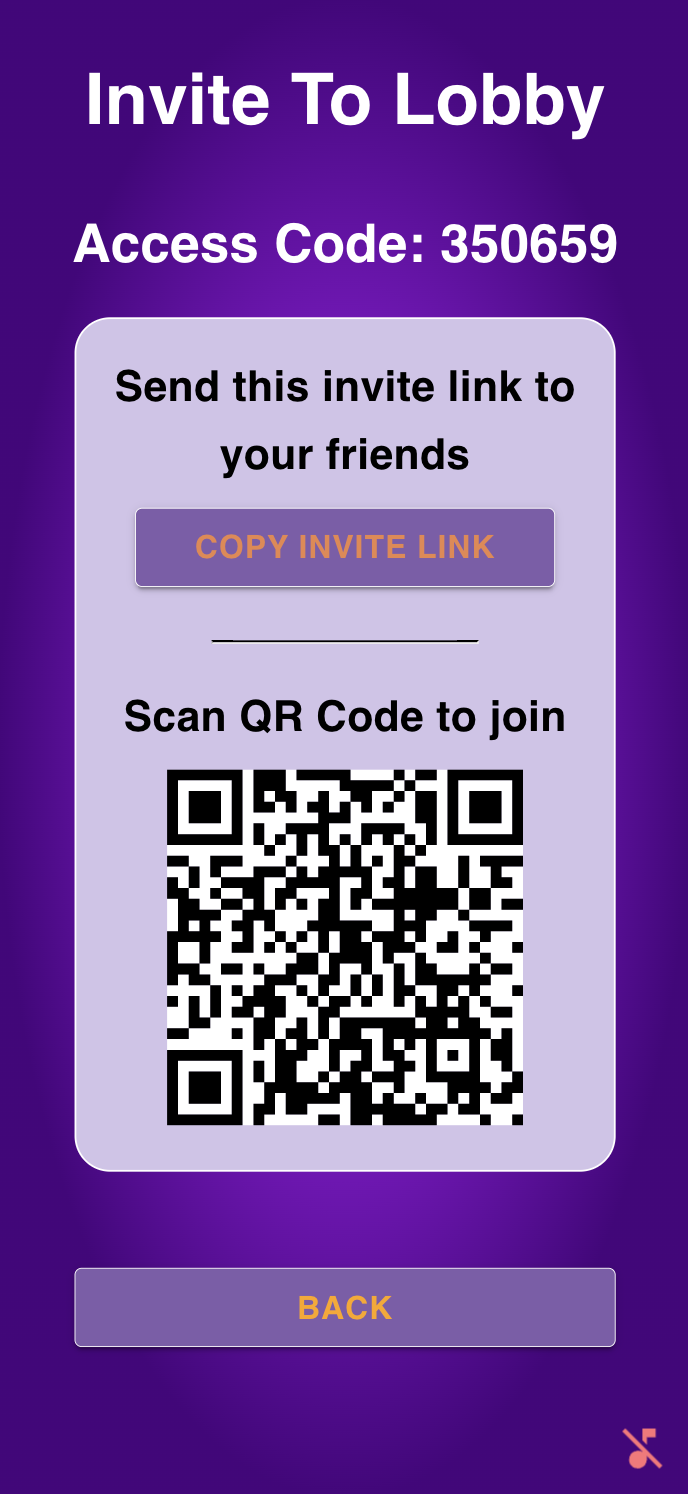 Invite To Lobby
Access Code: 350659
Send this invite link to
your friends
COPY INVITE LINK
Scan QR Code to join
BACK